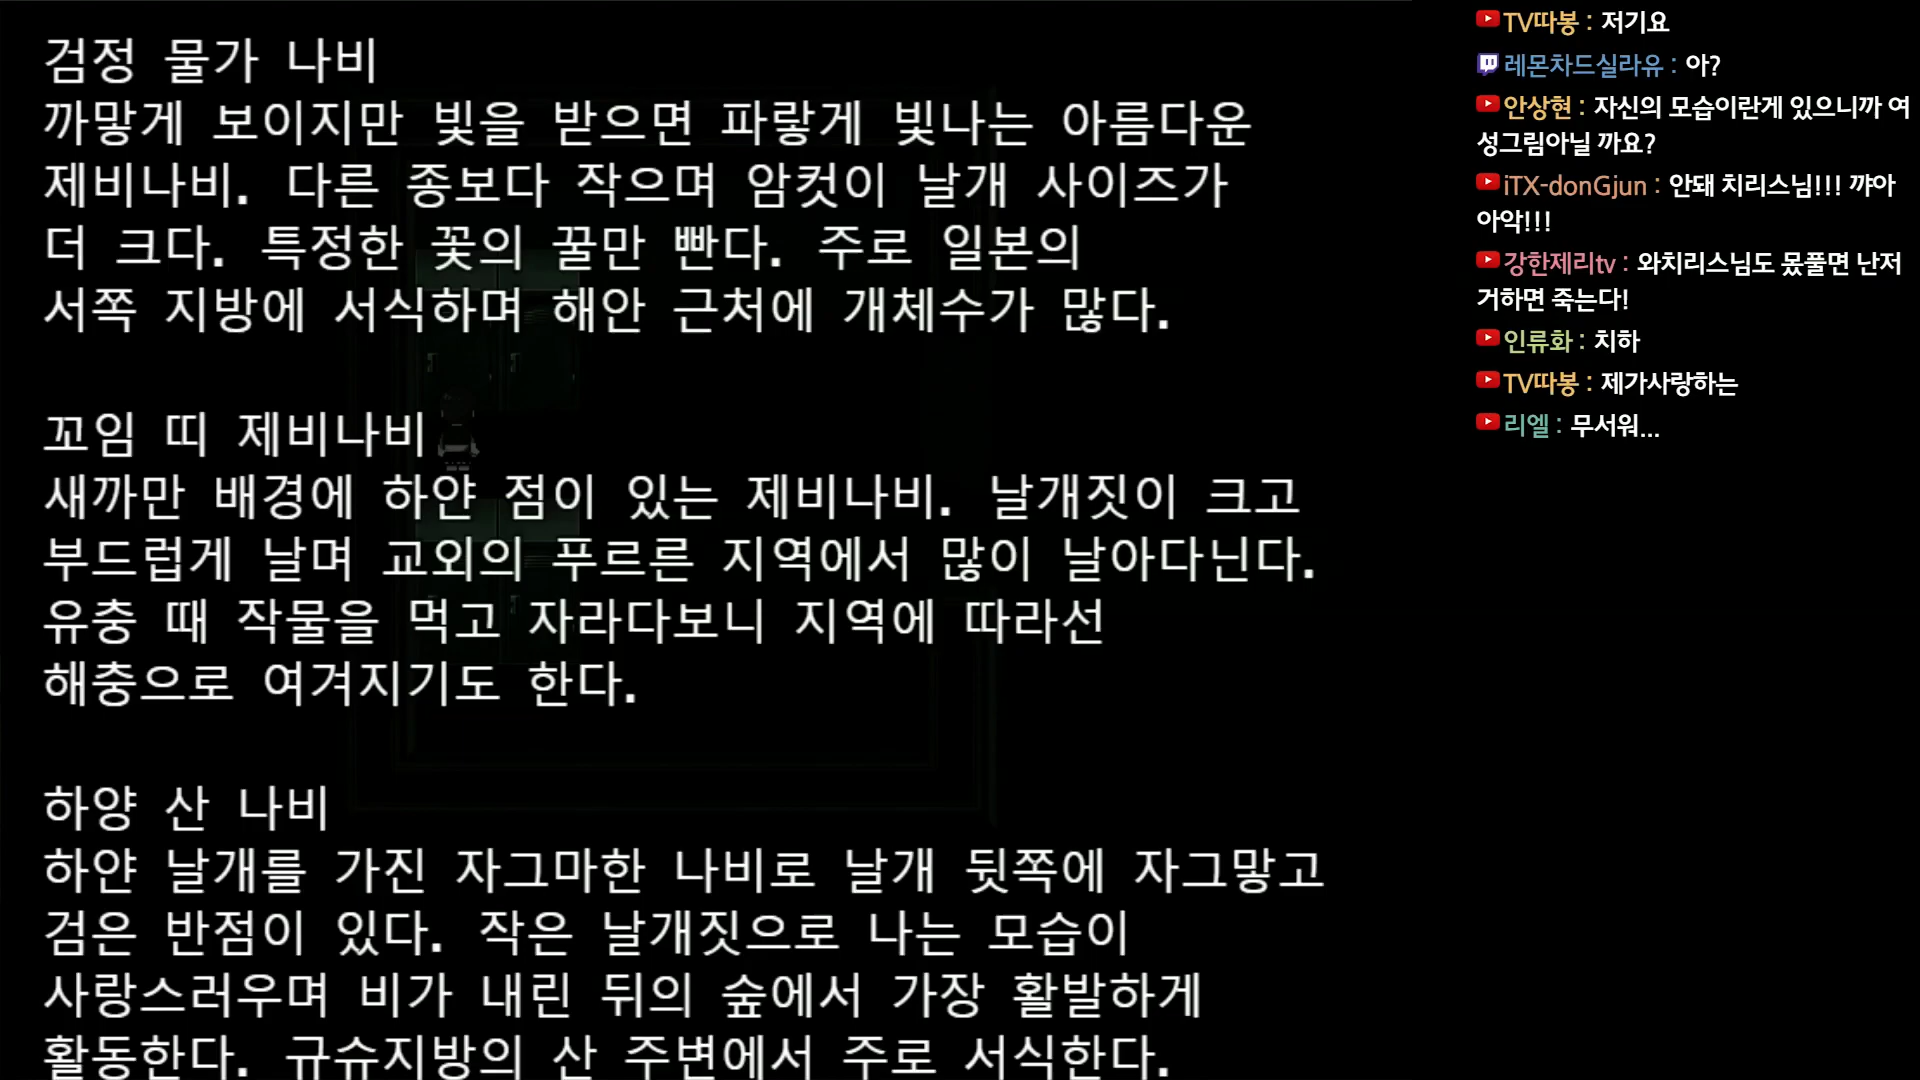 검정 물가 나비
까맣게 보이지만 빛을 받으면 파랗게 빛나는 아름다운
제비나비. 다른 종보다 작으며 암컷이 날개 사이즈가
더 크다. 특정한 꽃의 꿀만 빤다. 주로 일본의
서쪽 지방에 서식하며 해안 근처에 개체수가 많다.
꼬임 띠 제비나비
새까만 배경에 하얀 점이 있는 제비나비. 날개짓이 크고
부드럽게 날며 교외의 푸르른 지역에서 많이 날아다닌다.
유충 때 작물을 먹고 자라다보니 지역에 따라선
해충으로 여겨지기도 한다.
하양 산 나비
하얀 날개를 가진 자그마한 나비로 날개 뒷쪽에 자그맣고
검은 반점이 있다. 작은 날개짓으로 나는 모습이
사랑스러우며 비가 내린 뒤의 숲에서 가장 활발하게
활동한다. 규슈지방의 산 주변에서 주로 서식한다.
TV따봉 : 저기요
레몬차드실라유 : 아?
안상현 : 자신의 모습이란게 있으니까 여
성그림아닐 까요?
iTX-donGjun : 안돼 치리스님!!! 꺄아
아악!!!
강한제리tv : 와치리스님도 뭈풀면 난저
거하면 죽는다!
인류화 : 치하
TV따봉 : 제가사랑하는
리엘 : 무서워...